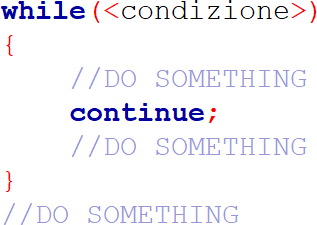 while(<condizione>)
{
//DO SOMETHING
continue;
//DO SOMETHING
}
//DO SOMETHING